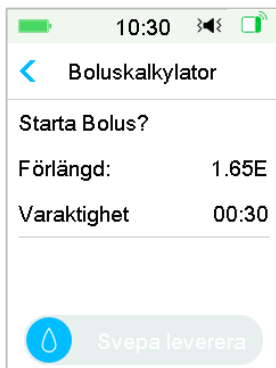 10:30
Boluskalkylator
Starta Bolus?
Förlängd: 1.65E
Varaktighet 00:30
Svepa leverera